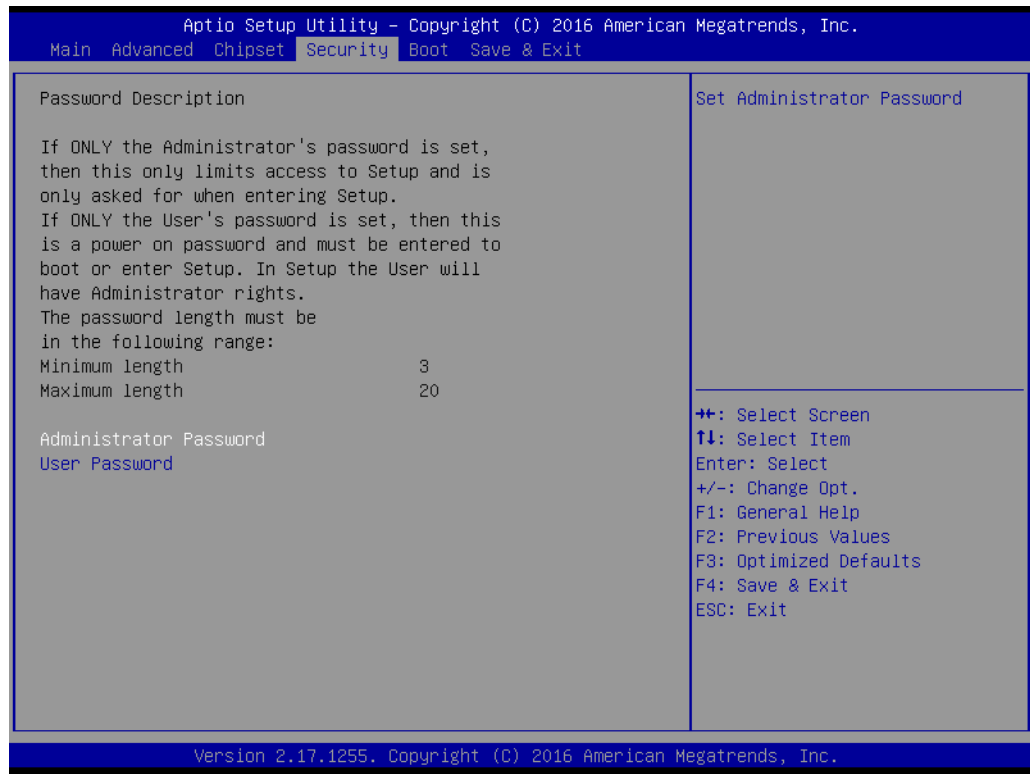 Aptio Setup Utility – Copyright (C) 2016 American Megatrends, Inc.
Main Advanced Chipset Security Boot Save & Exit
Password Description
If ONLY the Administrator's password is set,
then this only limits access to Setup and is
only asked for when entering Setup.
If ONLY the User's password is set, then this
is a power on password and must be entered to
boot or enter Setup. In Setup the User will
have Administrator rights.
The password length must be
in the following range:
Minimum length 3
Maximum length 20
Administrator Password
User Password
Set Administrator Password
→←: Select Screen
↑↓: Select Item
Enter: Select
+/-: Change Opt.
F1: General Help
F2: Previous Values
F3: Optimized Defaults
F4: Save & Exit
ESC: Exit
Version 2.17.1255. Copyright (C) 2016 American Megatrends, Inc.